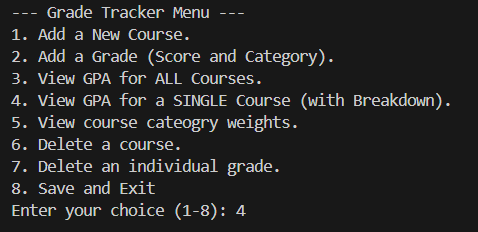 --- Grade Tracker Menu ---
1. Add a New Course.
2. Add a Grade (Score and Category).
3. View GPA for ALL Courses.
4. View GPA for a SINGLE Course (with Breakdown).
5. View course cateogry weights.
6. Delete a course.
7. Delete an individual grade.
8. Save and Exit
Enter your choice (1-8): 4